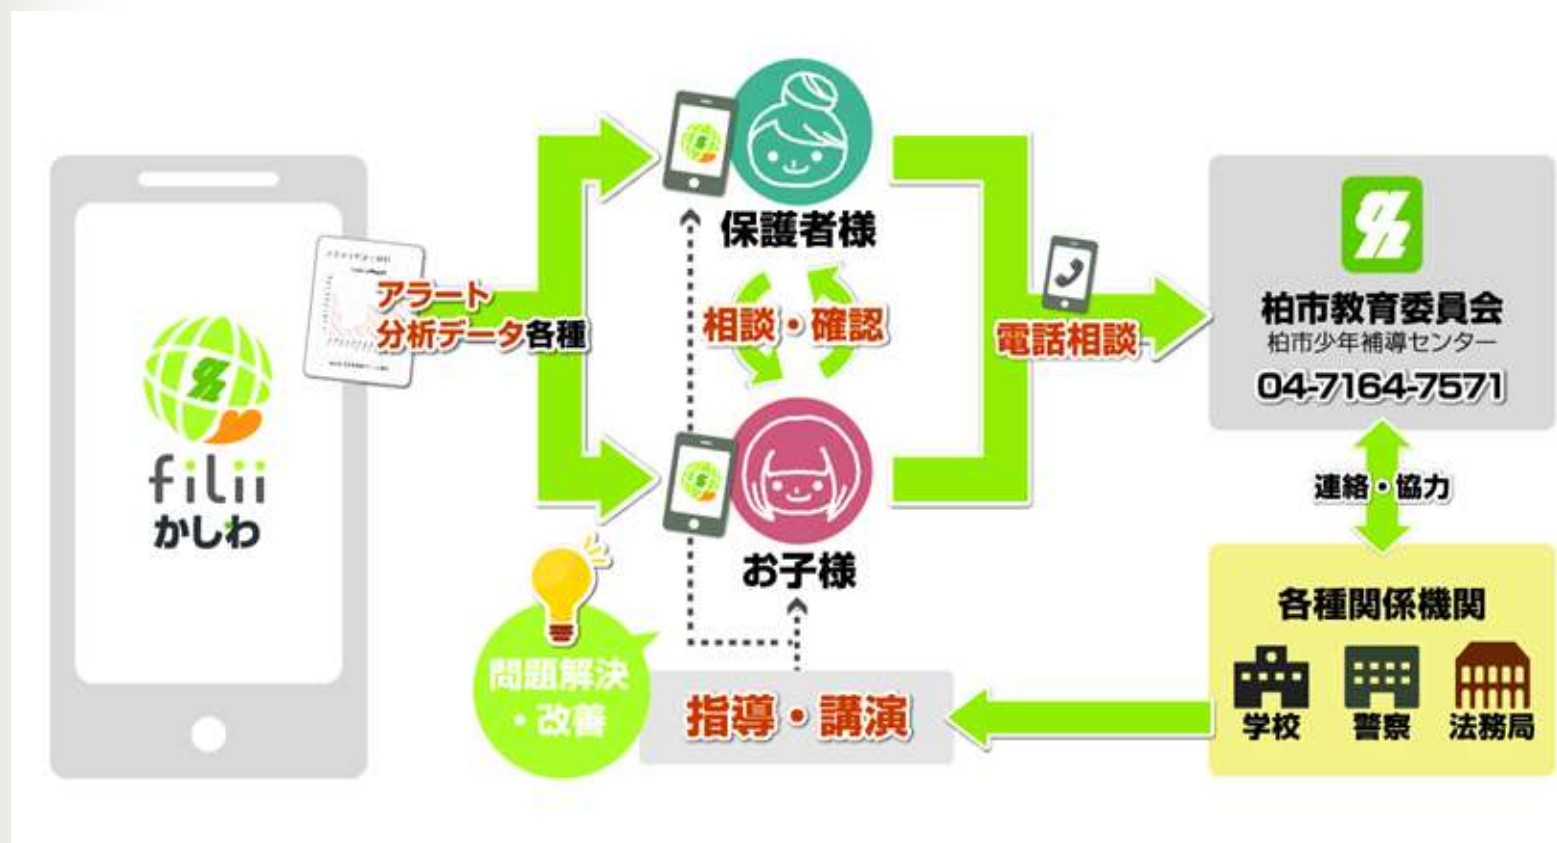 filii
かしわ
アラート
分析データ各種
保護者様
相談・確認
お子様
電話相談
柏市教育委員会
柏市少年補導センター
04-7164-7571
連絡・協力
各種関係機関
学校
警察
法務局
指導・講演
問題解決
・改善